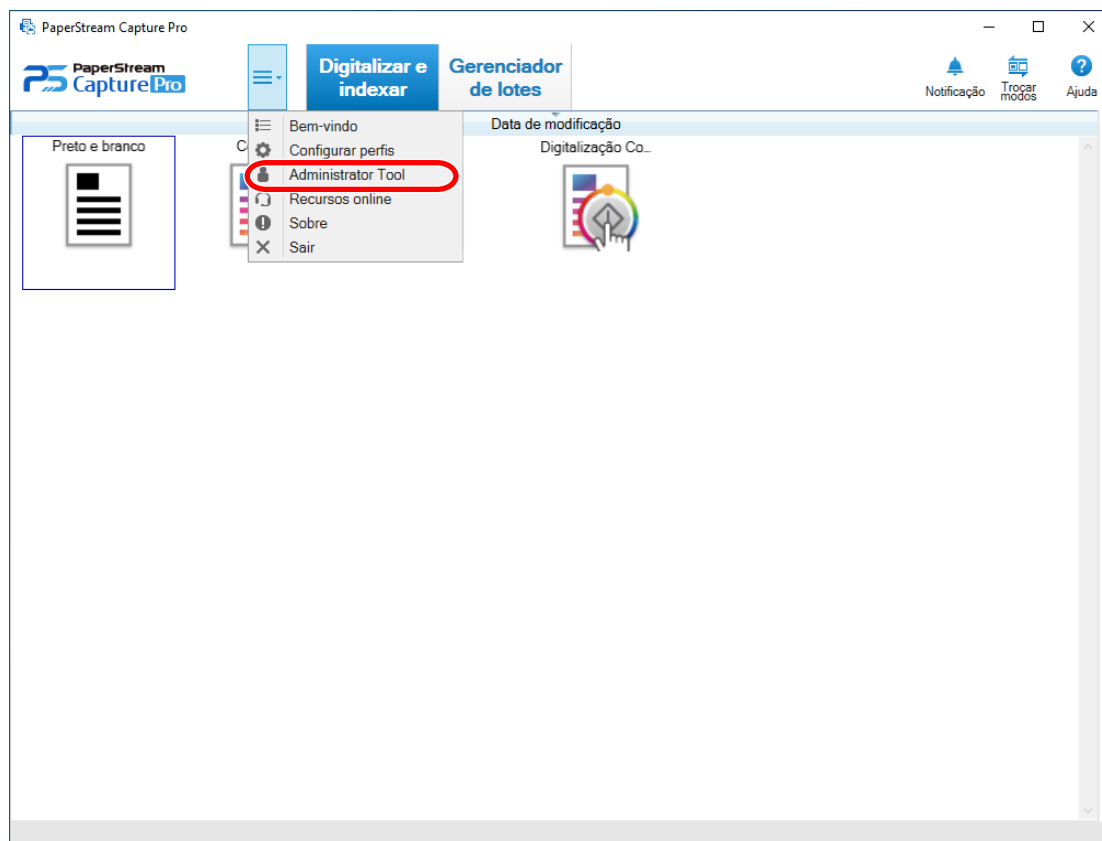 PaperStream Capture Pro
PaperStream
Capture Pro
Digitalizar e
indexar
Gerenciador
de lotes
Notificação
Trocar
modos
Ajuda
Data de modificação
Bem-vindo
Configurar perfis
Administrator Tool
Recursos online
Sobre
Sair
Preto e branco
Digitalização Co...